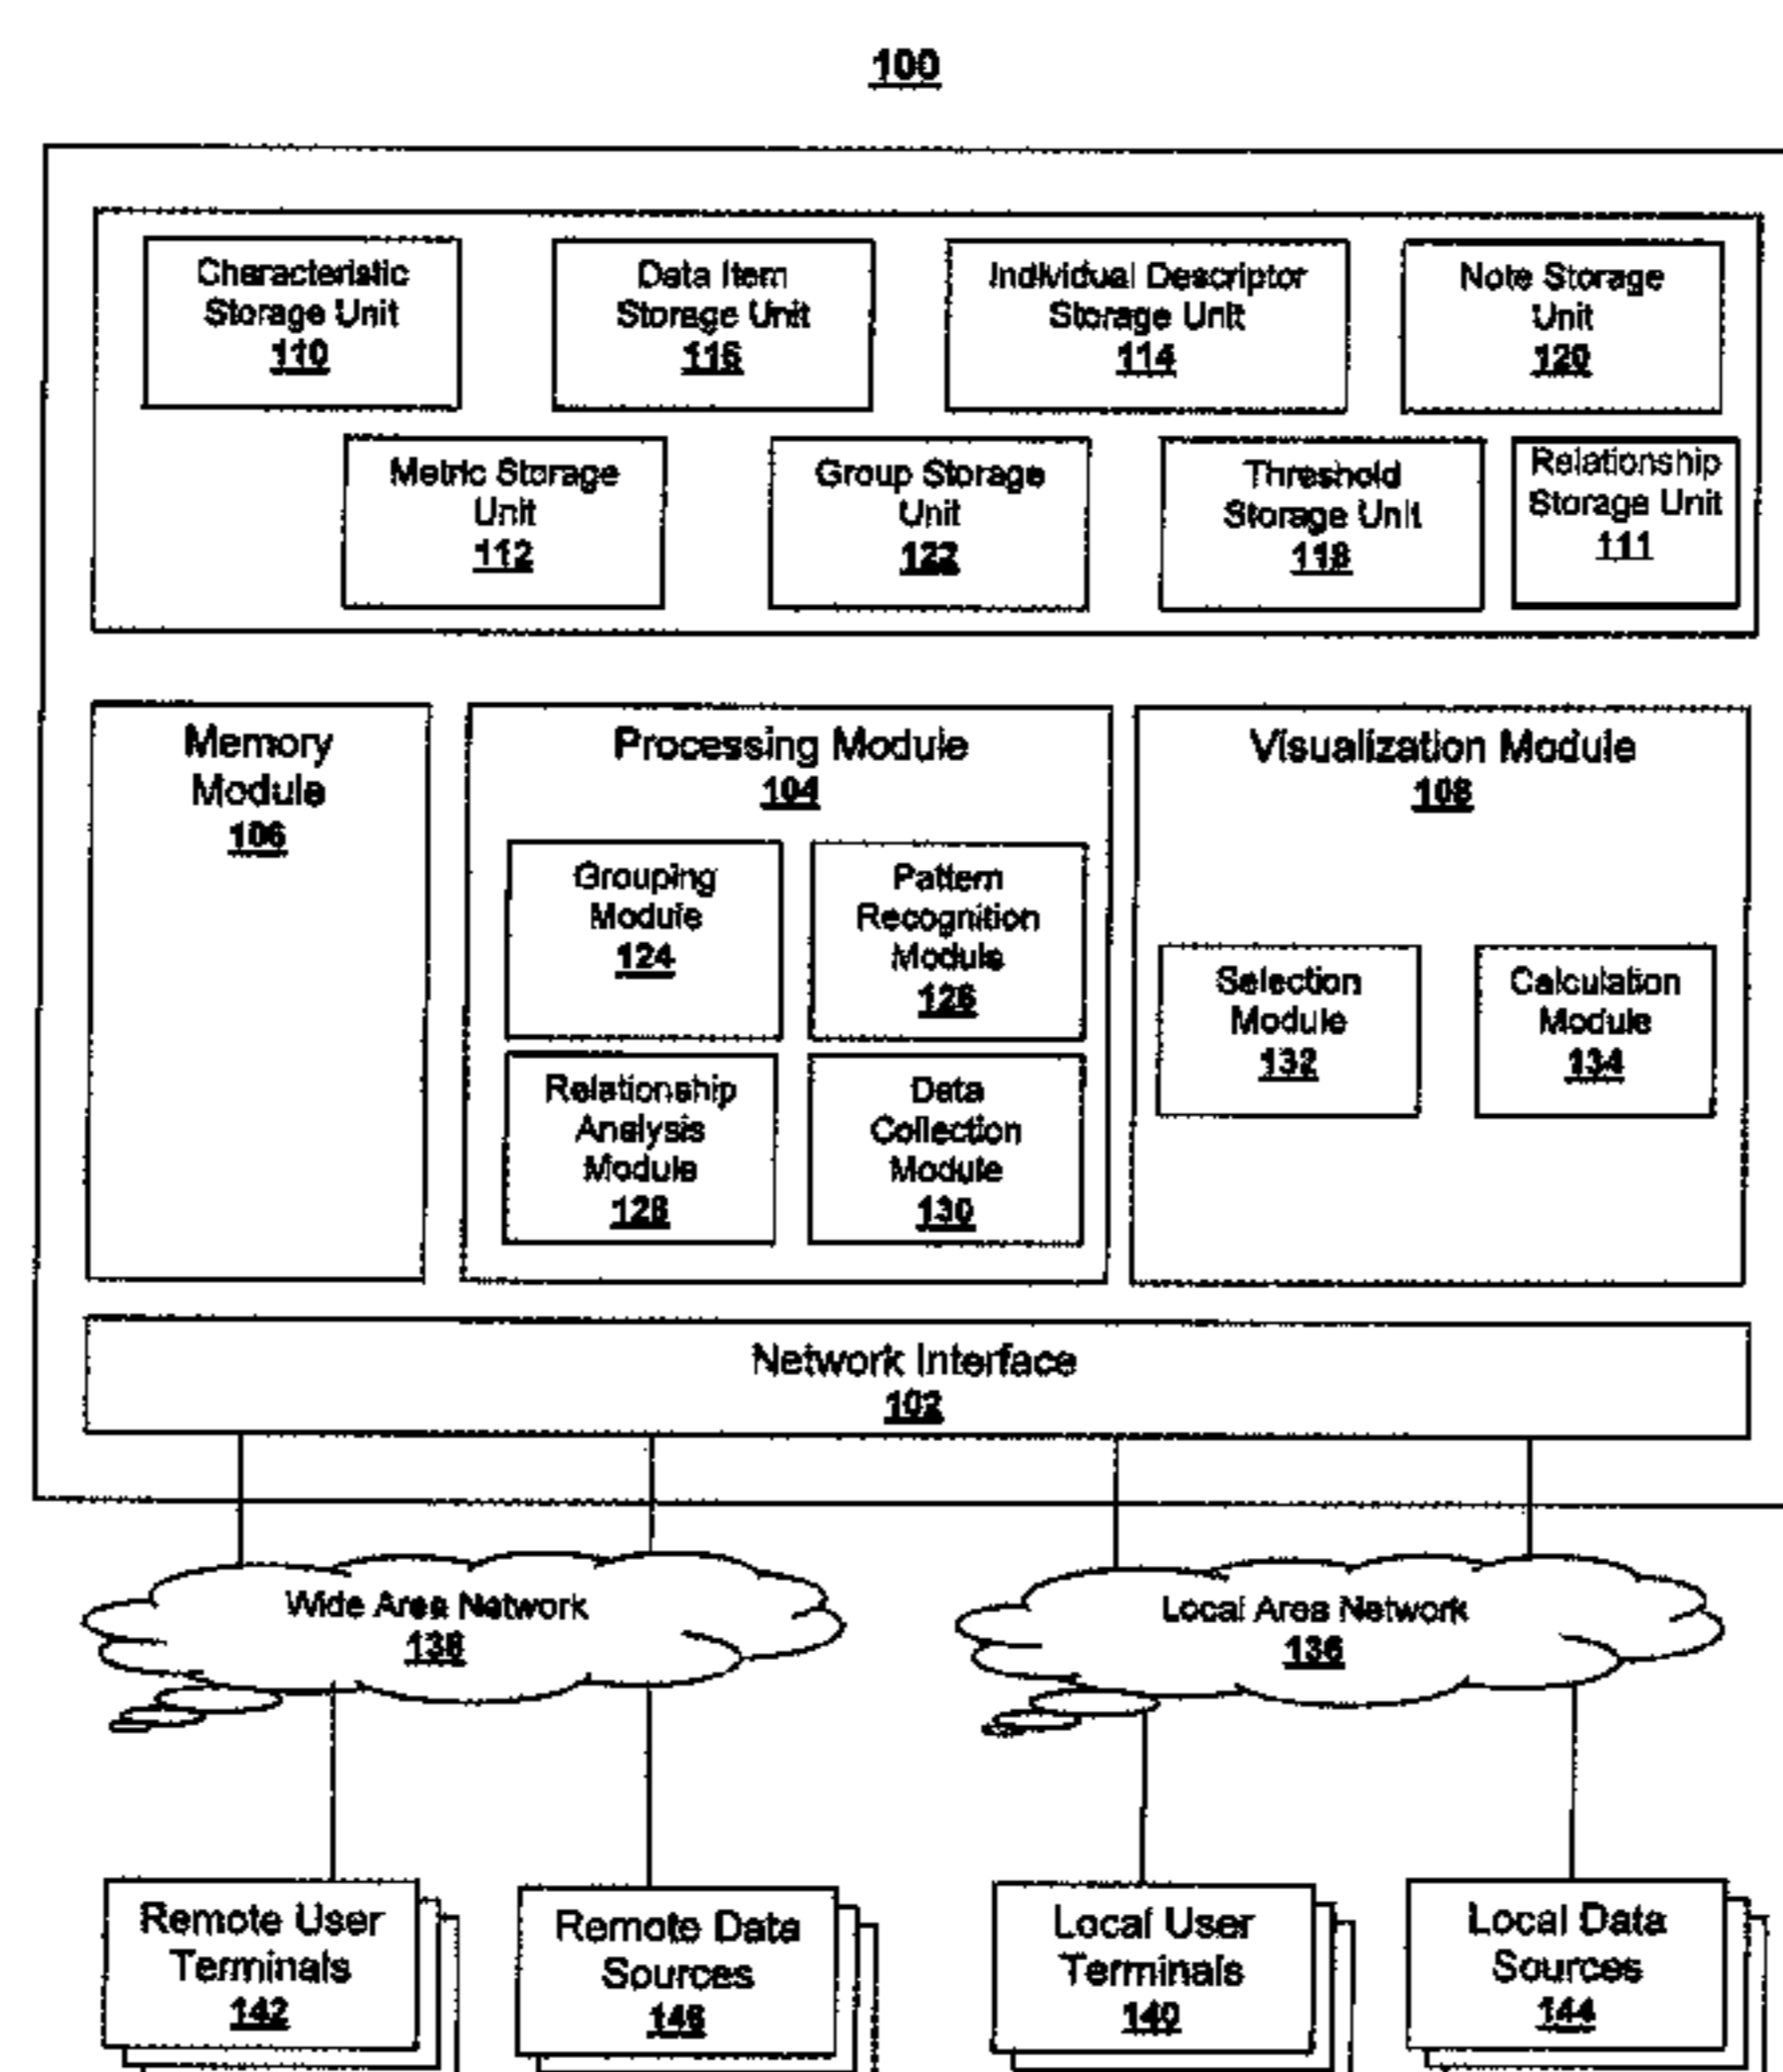 100
Characteristic
Storage Unit
110
Data Item
Storage Unit
116
Individual Descriptor
Storage Unit
114
Note Storage
Unit
120
Metric Storage
Unit
112
Group Storage
Unit
122
Threshold
Storage Unit
118
Relationship
Storage Unit
111
Memory
Module
106
Processing Module
104
Grouping
Module
124
Pattern
Recognition
Module
126
Relationship
Analysis
Module
128
Data
Collection
Module
130
Visualization Module
108
Selection
Module
132
Calculation
Module
134
Network Interface
102
Wide Area Network
138
Local Area Network
136
Remote User
Terminals
142
Remote Data
Sources
146
Local User
Terminals
140
Local Data
Sources
144